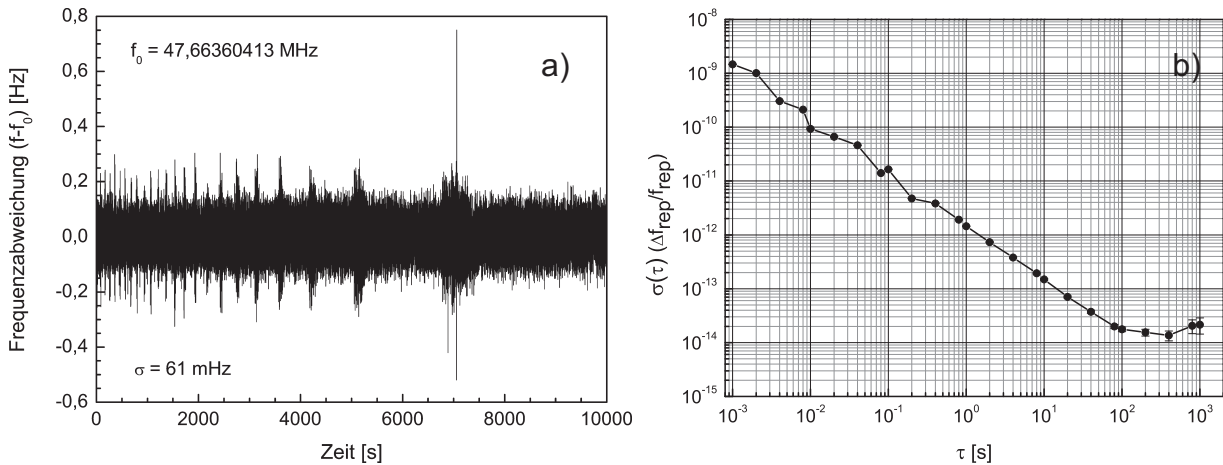 0,8
0,6
0,4
0,2
0,0
-0,2
-0,4
-0,6
Frequenzabweichung (f-f₀) [Hz]
f₀ = 47,66360413 MHz
a)
σ = 61 mHz
0 2000 4000 6000 8000 10000
Zeit [s]
10⁻⁸
10⁻⁹
10⁻¹⁰
10⁻¹¹
10⁻¹²
10⁻¹³
10⁻¹⁴
10⁻¹⁵
σ(τ) (Δf_rep/f_rep)
b)
10⁻³ 10⁻² 10⁻¹ 10⁰ 10¹ 10² 10³
τ [s]